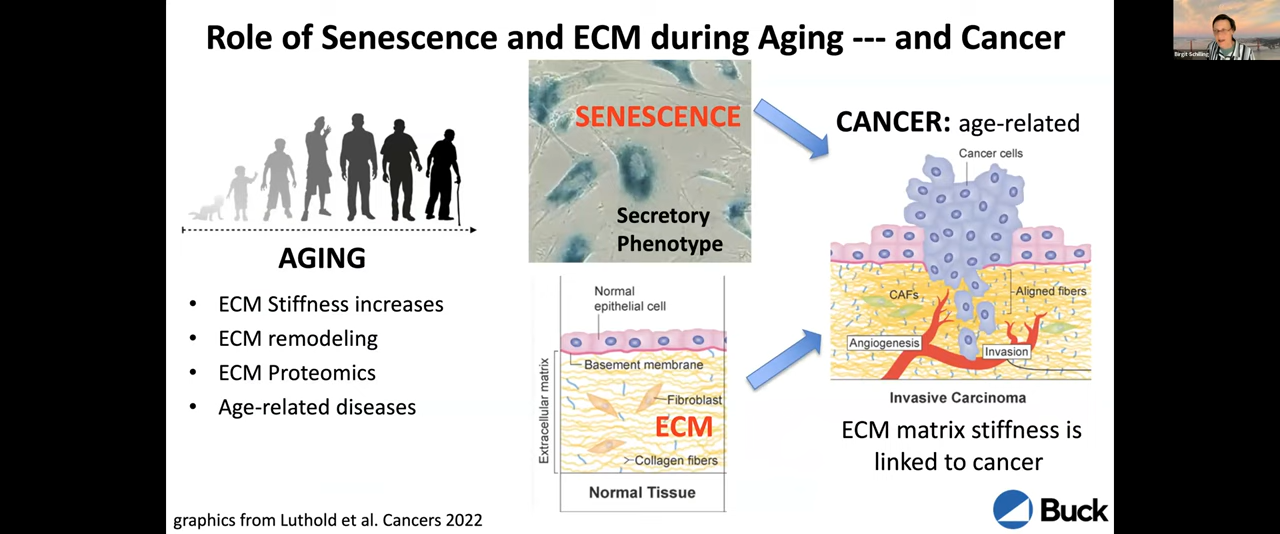 Role of Senescence and ECM during Aging --- and Cancer
Birgit Schilling
AGING
• ECM Stiffness increases
• ECM remodeling
• ECM Proteomics
• Age-related diseases
SENESCENCE
Secretory
Phenotype
Normal
epithelial cell
Basement membrane
Extracellular matrix
Fibroblast
ECM
Collagen fibers
Normal Tissue
CANCER: age-related
Cancer cells
CAFs
Aligned fibers
Angiogenesis
Invasion
Invasive Carcinoma
ECM matrix stiffness is
linked to cancer
graphics from Luthold et al. Cancers 2022
Buck